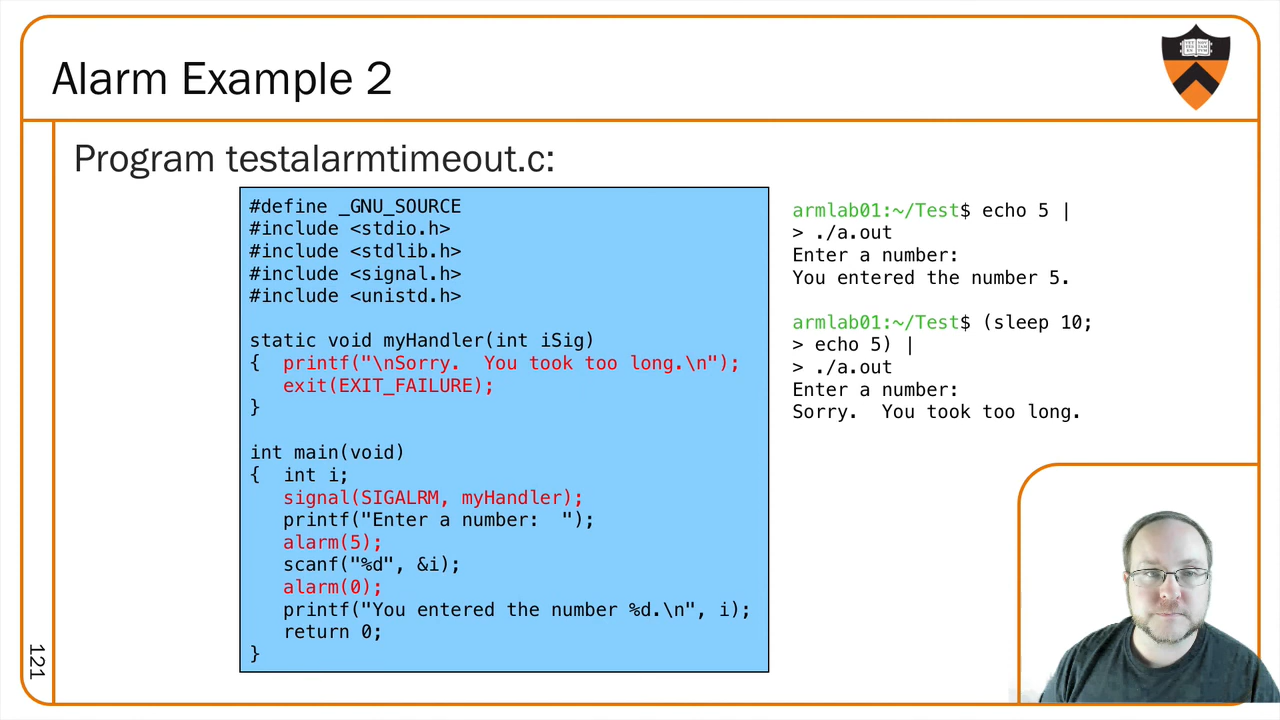 Alarm Example 2
Program testalarmtimeout.c:
#define _GNU_SOURCE
#include <stdio.h>
#include <stdlib.h>
#include <signal.h>
#include <unistd.h>
static void myHandler(int iSig)
{  printf("\nSorry.  You took too long.\n");
   exit(EXIT_FAILURE);
}
int main(void)
{  int i;
   signal(SIGALRM, myHandler);
   printf("Enter a number:  ");
   alarm(5);
   scanf("%d", &i);
   alarm(0);
   printf("You entered the number %d.\n", i);
   return 0;
}
armlab01:~/Test$ echo 5 |
> ./a.out
Enter a number:
You entered the number 5.
armlab01:~/Test$ (sleep 10;
> echo 5) |
> ./a.out
Enter a number:
Sorry.  You took too long.
121